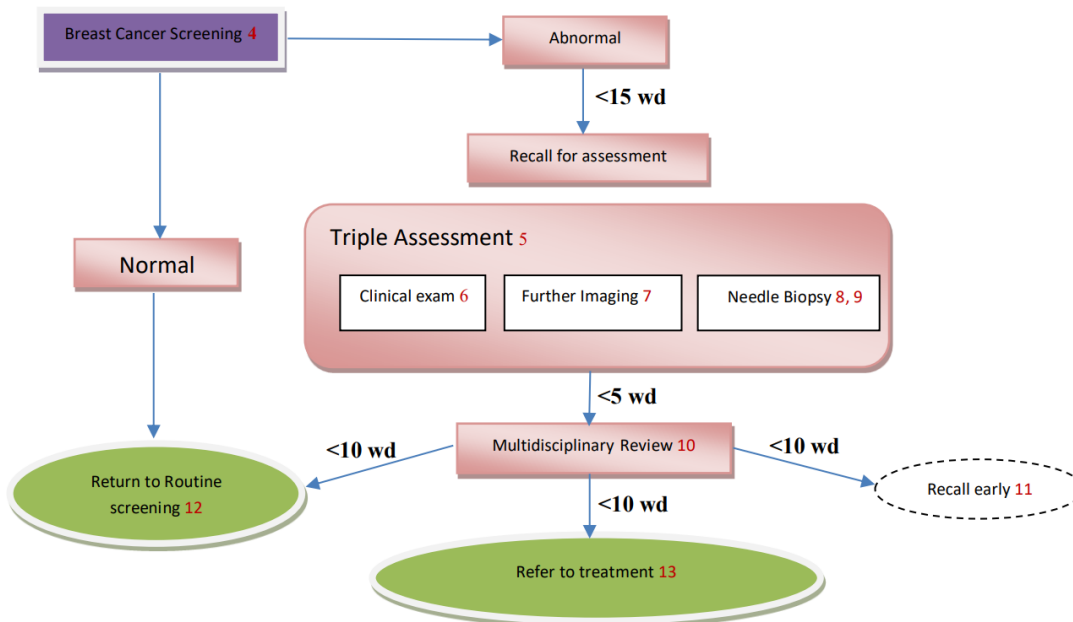 Breast Cancer Screening 4
Abnormal
<15 wd
Recall for assessment
Normal
Triple Assessment 5
Clinical exam 6
Further Imaging 7
Needle Biopsy 8, 9
<5 wd
Multidisciplinary Review 10
<10 wd
<10 wd
<10 wd
Return to Routine
screening 12
Recall early 11
Refer to treatment 13